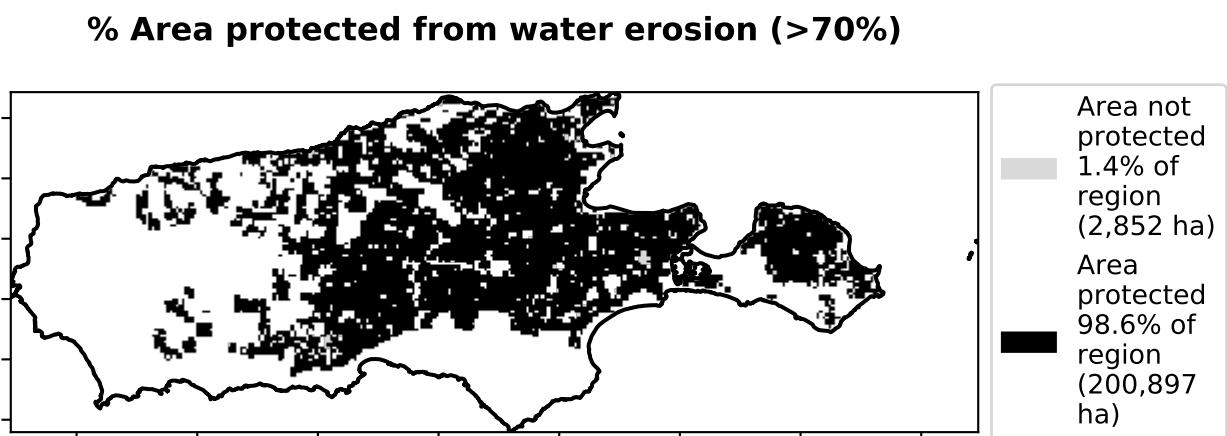 % Area protected from water erosion (>70%)
Area not
protected
1.4% of
region
(2,852 ha)
Area
protected
98.6% of
region
(200,897
ha)